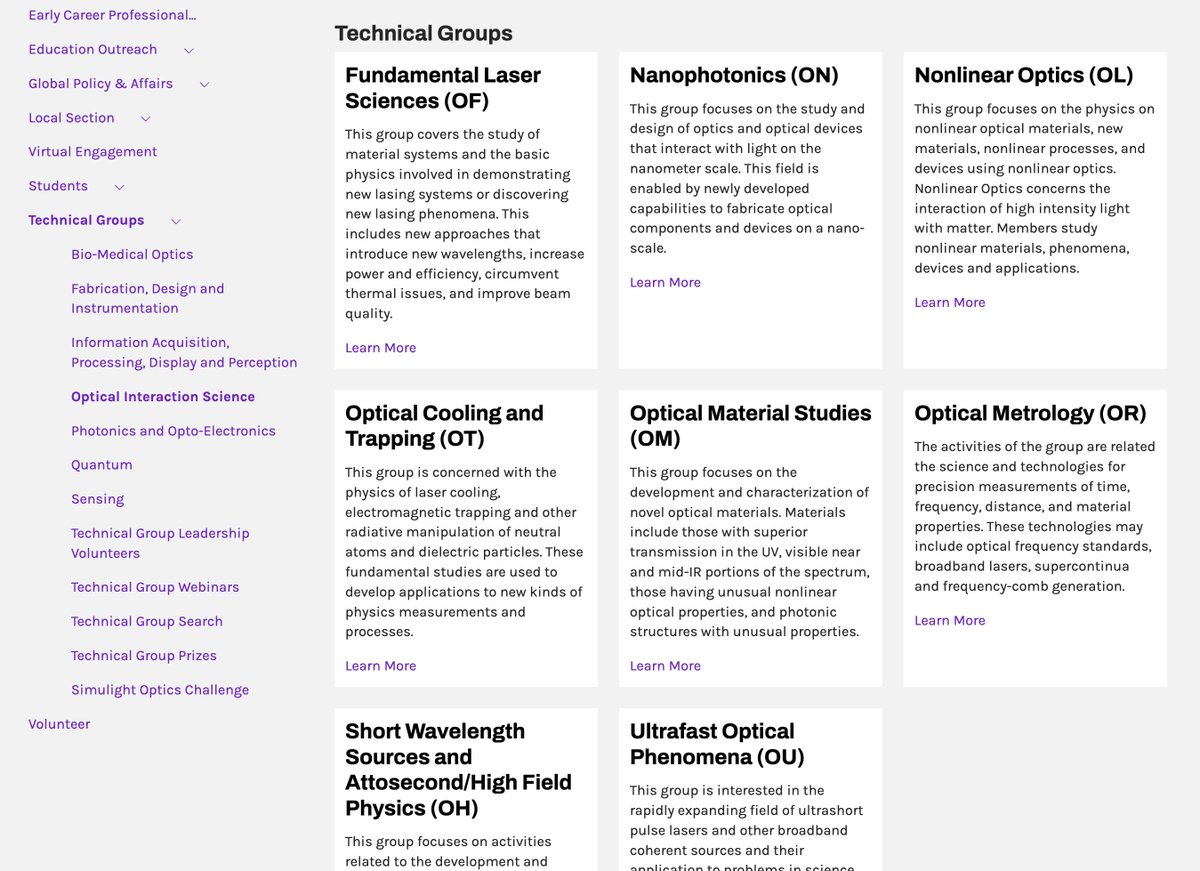 Early Career Professional...
Education Outreach
Global Policy & Affairs
Local Section
Virtual Engagement
Students
Technical Groups
Bio-Medical Optics
Fabrication, Design and
Instrumentation
Information Acquisition,
Processing, Display and Perception
Optical Interaction Science
Photonics and Opto-Electronics
Quantum
Sensing
Technical Group Leadership
Volunteers
Technical Group Webinars
Technical Group Search
Technical Group Prizes
Simulight Optics Challenge
Volunteer
Technical Groups
Fundamental Laser
Sciences (OF)
This group covers the study of
material systems and the basic
physics involved in demonstrating
new lasing systems or discovering
new lasing phenomena. This
includes new approaches that
introduce new wavelengths, increase
power and efficiency, circumvent
thermal issues, and improve beam
quality.
Learn More
Nanophotonics (ON)
This group focuses on the study and
design of optics and optical devices
that interact with light on the
nanometer scale. This field is
enabled by newly developed
capabilities to fabricate optical
components and devices on a nano-
scale.
Learn More
Nonlinear Optics (OL)
This group focuses on the physics on
nonlinear optical materials, new
materials, nonlinear processes, and
devices using nonlinear optics.
Nonlinear Optics concerns the
interaction of high intensity light
with matter. Members study
nonlinear materials, phenomena,
devices and applications.
Learn More
Optical Cooling and
Trapping (OT)
This group is concerned with the
physics of laser cooling,
electromagnetic trapping and other
radiative manipulation of neutral
atoms and dielectric particles. These
fundamental studies are used to
develop applications to new kinds of
physics measurements and
processes.
Learn More
Optical Material Studies
(OM)
This group focuses on the
development and characterization of
novel optical materials. Materials
include those with superior
transmission in the UV, visible near
and mid-IR portions of the spectrum,
those having unusual nonlinear
optical properties, and photonic
structures with unusual properties.
Learn More
Optical Metrology (OR)
The activities of the group are related
the science and technologies for
precision measurements of time,
frequency, distance, and material
properties. These technologies may
include optical frequency standards,
broadband lasers, supercontinua
and frequency-comb generation.
Learn More
Short Wavelength
Sources and
Attosecond/High Field
Physics (OH)
This group focuses on activities
related to the development and
Ultrafast Optical
Phenomena (OU)
This group is interested in the
rapidly expanding field of ultrashort
pulse lasers and other broadband
coherent sources and their
application to problems in science